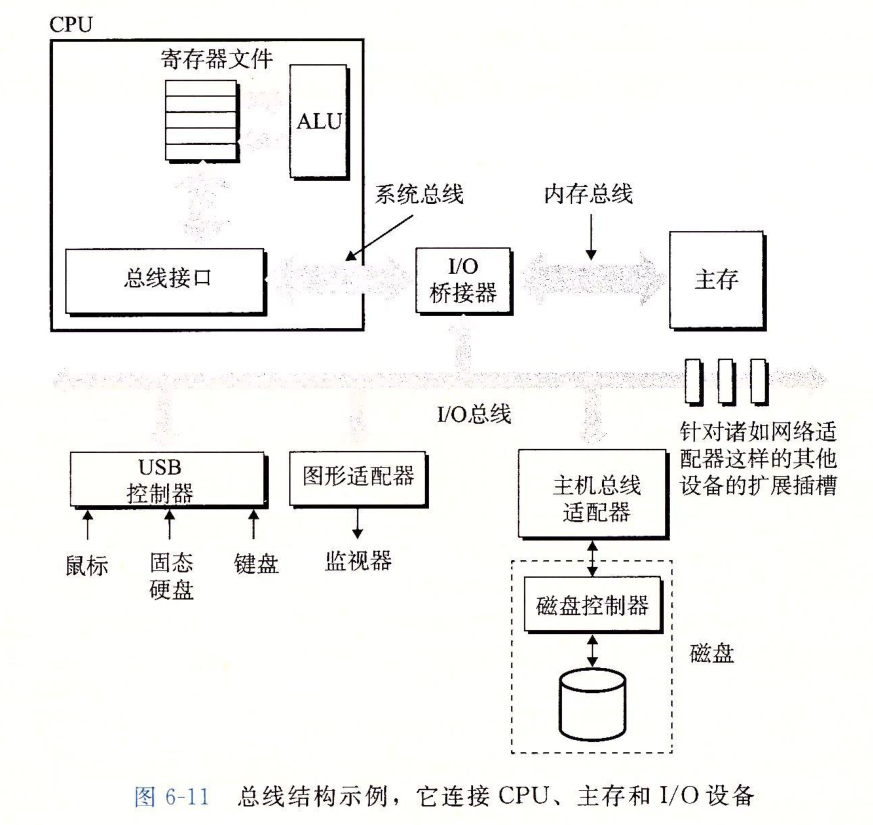 CPU
寄存器文件
ALU
系统总线
内存总线
总线接口
I/O
桥接器
主存
I/O总线
针对诸如网络适
配器这样的其他
设备的扩展插槽
USB
控制器
图形适配器
主机总线
适配器
鼠标
固态
硬盘
键盘
监视器
磁盘控制器
磁盘
图 6-11 总线结构示例，它连接 CPU、主存和 I/O 设备